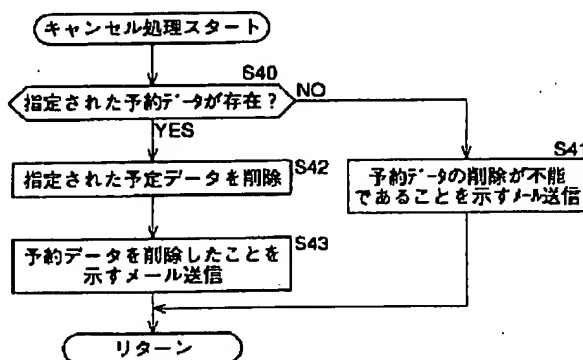 キャンセル処理スタート
S40
指定された予約データが存在？
NO
YES
S41
予約データの削除が不能
であることを示すメール送信
指定された予定データを削除
S42
予約データを削除したことを
示すメール送信
S43
リターン